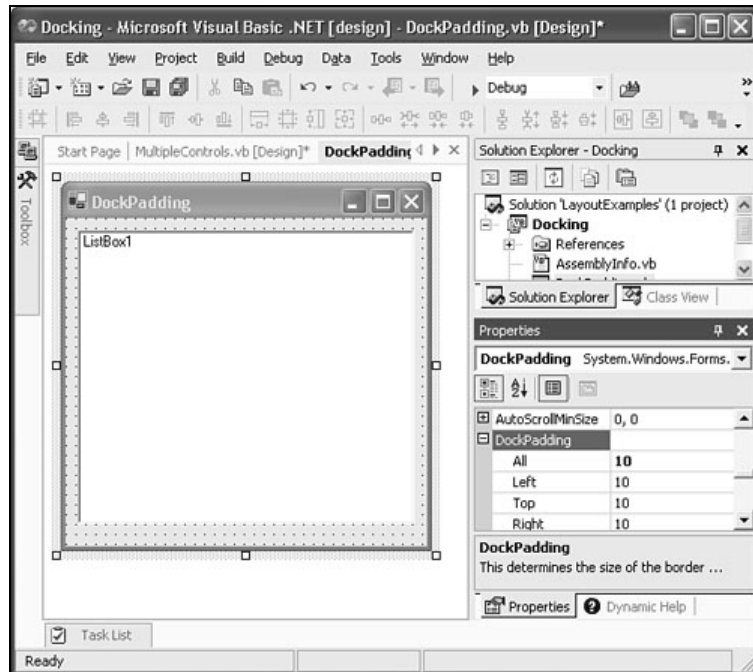 Docking - Microsoft Visual Basic .NET [design] - DockPadding.vb [Design]*
File Edit View Project Build Debug Data Tools Window Help
Debug
Start Page MultipleControls.vb [Design]* DockPadding
Toolbox
DockPadding
ListBox1
Solution Explorer - Docking
Solution 'LayoutExamples' (1 project)
Docking
References
AssemblyInfo.vb
Solution Explorer Class View
Properties
DockPadding System.Windows.Forms.
AutoScrollMinSize 0, 0
DockPadding
All 10
Left 10
Top 10
Right 10
DockPadding
This determines the size of the border ...
Properties Dynamic Help
Task List
Ready